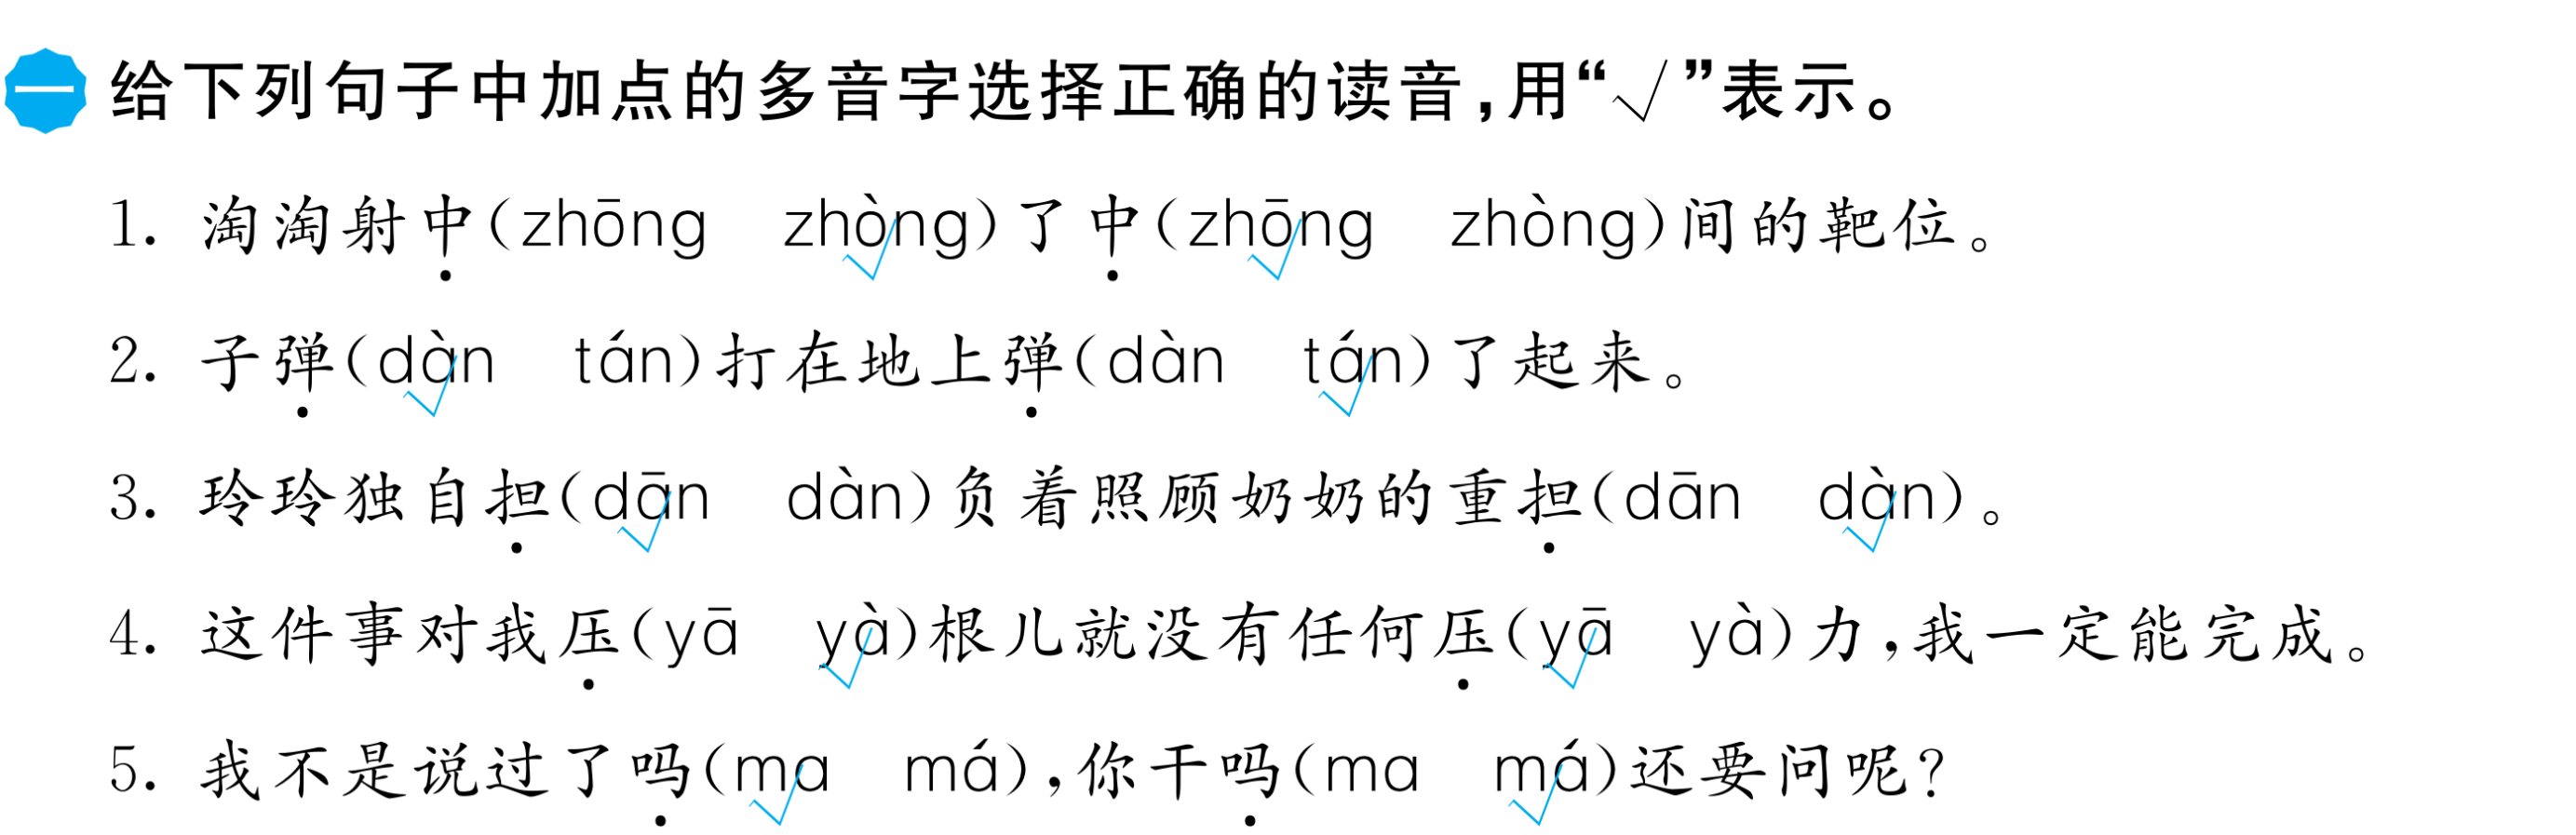 一 给下列句子中加点的多音字选择正确的读音,用“√”表示。
1. 淘淘射中(zhōng zhòng√)了中(zhōng√ zhòng)间的靶位。
2. 子弹(dàn√ tán)打在地上弹(dàn tán√)了起来。
3. 玲玲独自担(dān√ dàn)负着照顾奶奶的重担(dān dàn√)。
4. 这件事对我压(yā yà√)根儿就没有任何压(yā√ yà)力,我一定能完成。
5. 我不是说过了吗(ma√ má),你干吗(ma má√)还要问呢?